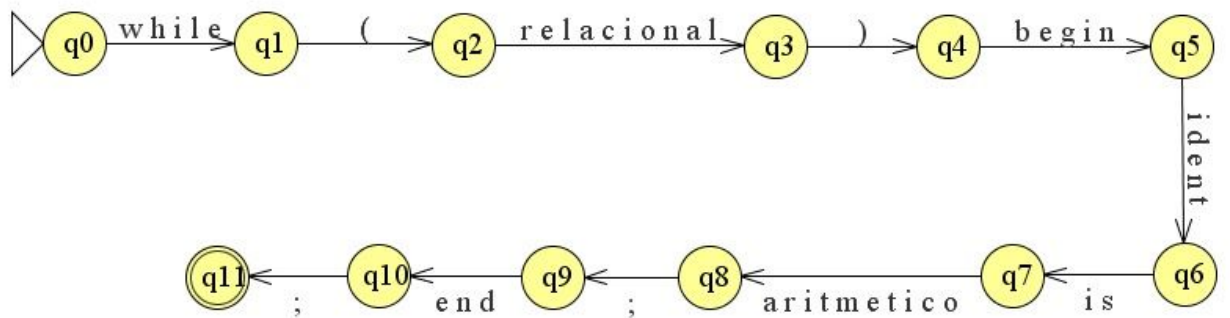 q0 while q1 ( q2 relacional q3 ) q4 begin q5
ident
q11 q10 q9 q8 q7 q6
; end ; aritmetico is